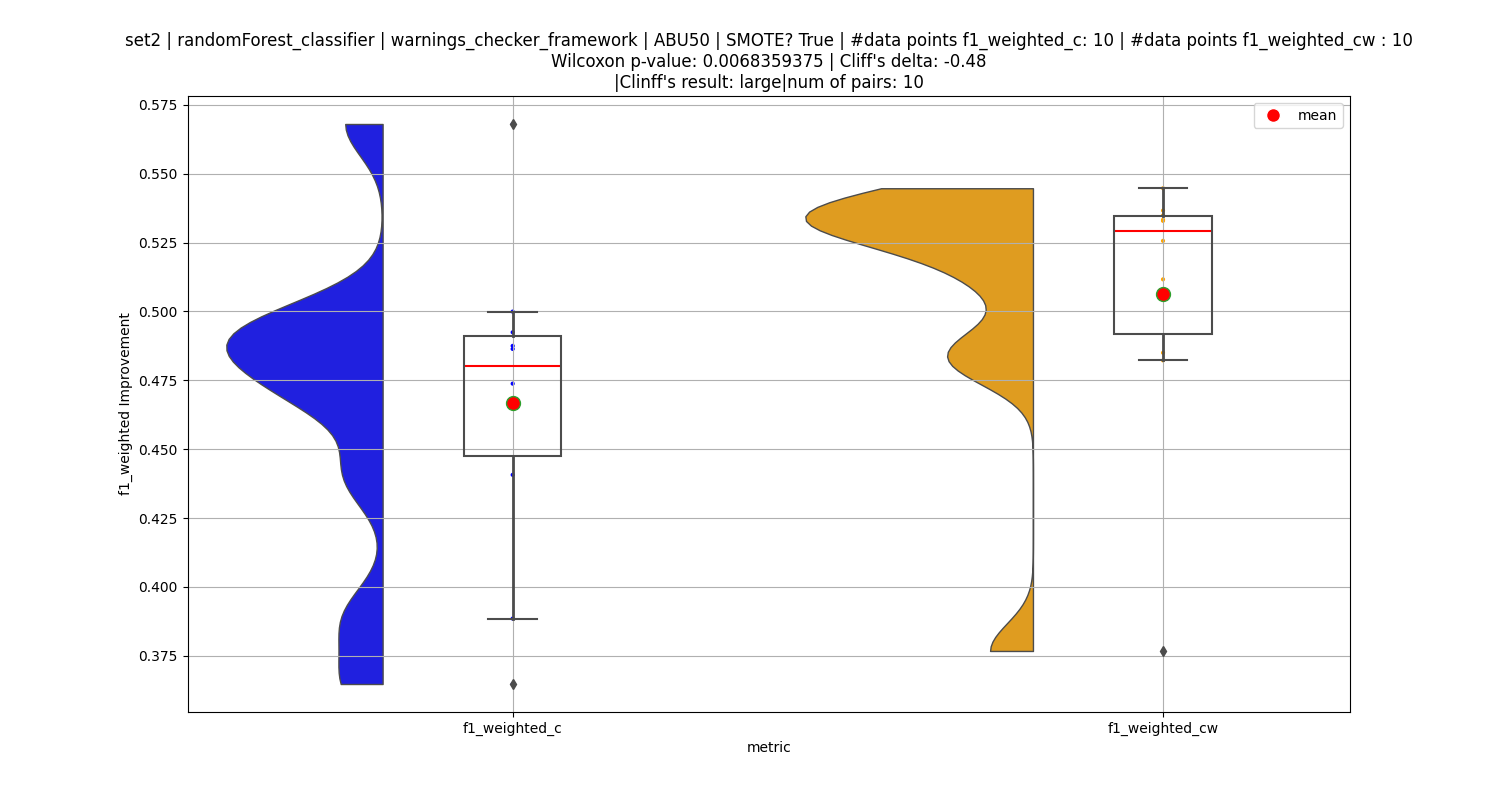 set2 | randomForest_classifier | warnings_checker_framework | ABU50 | SMOTE? True | #data points f1_weighted_c: 10 | #data points f1_weighted_cw : 10
Wilcoxon p-value: 0.0068359375 | Cliff's delta: -0.48
|Clinff's result: large|num of pairs: 10
mean
0.575
0.550
0.525
0.500
0.475
0.450
0.425
0.400
0.375
f1_weighted Improvement
f1_weighted_c
f1_weighted_cw
metric